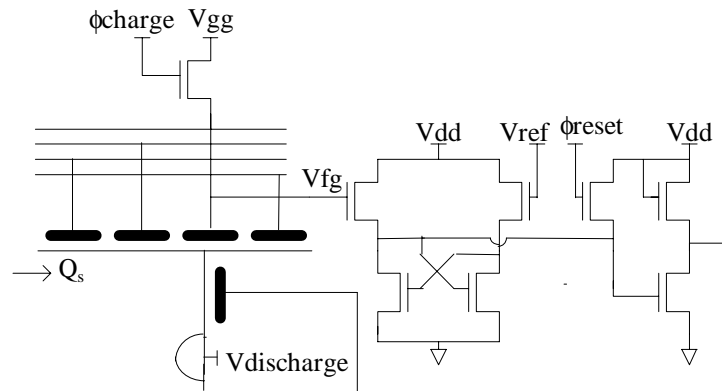 ϕcharge Vgg
Vdd Vref ϕreset Vdd
Vfg
Qs
Vdischarge